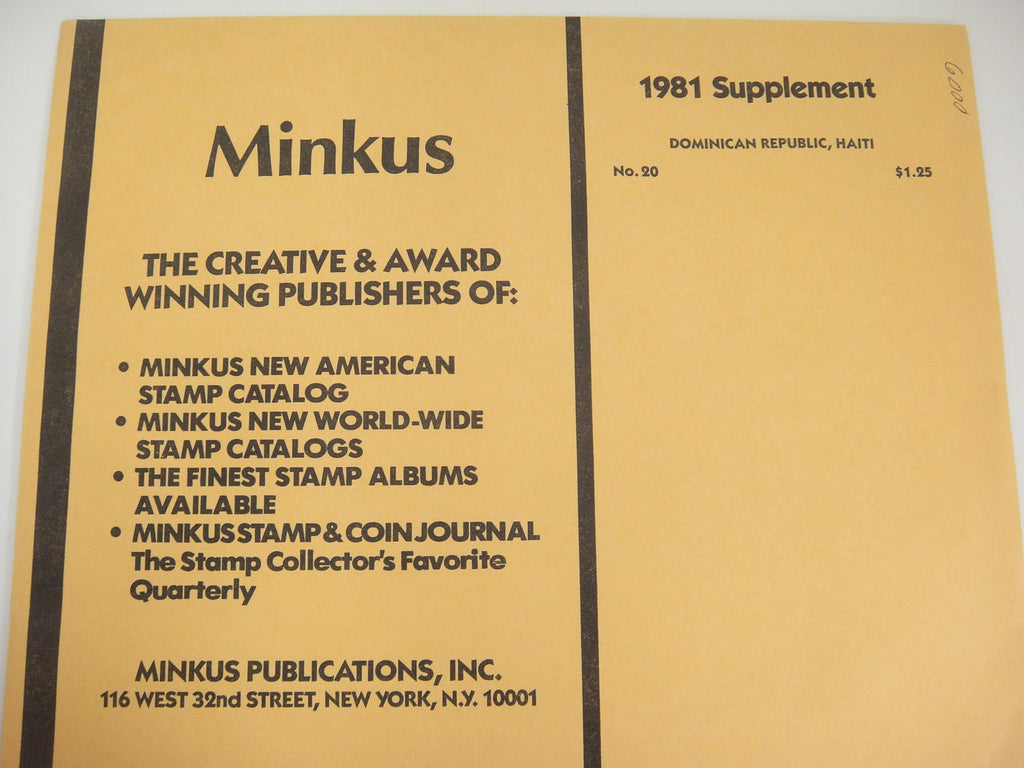 Minkus
THE CREATIVE & AWARD
WINNING PUBLISHERS OF:
• MINKUS NEW AMERICAN
STAMP CATALOG
• MINKUS NEW WORLD-WIDE
STAMP CATALOGS
• THE FINEST STAMP ALBUMS
AVAILABLE
• MINKUS STAMP & COIN JOURNAL
The Stamp Collector's Favorite
Quarterly
MINKUS PUBLICATIONS, INC.
116 WEST 32nd STREET, NEW YORK, N.Y. 10001
1981 Supplement
DOMINICAN REPUBLIC, HAITI
No. 20 $1.25